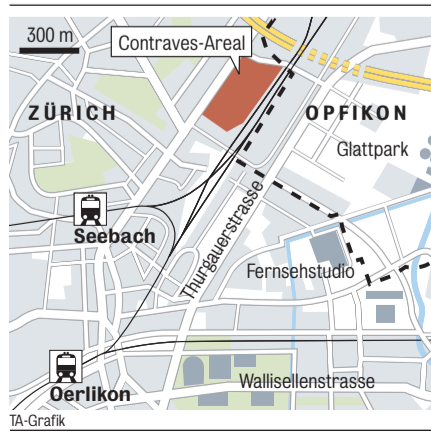 300 m
Contraves-Areal
ZÜRICH
OPFIKON
Glattpark
Seebach
Thurgauerstrasse
Fernsehstudio
Wallisellenstrasse
Oerlikon
TA-Grafik